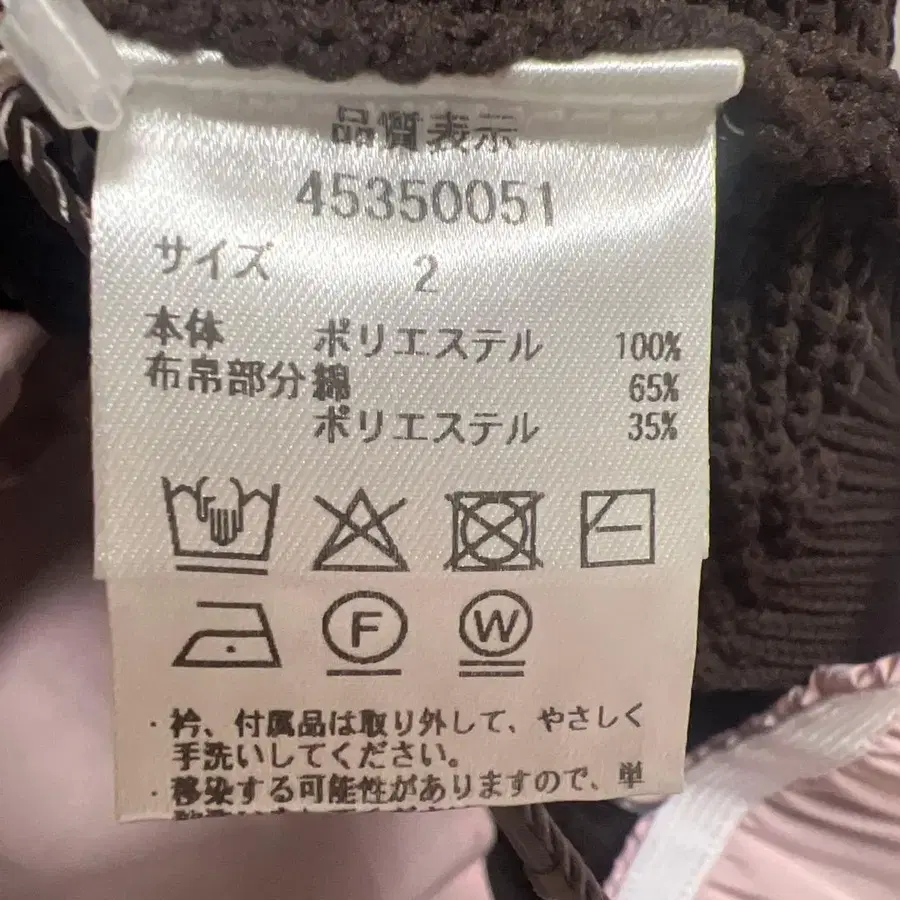 品質表示
45350051
サイズ 2
本体 ポリエステル 100%
布帛部分 綿 65%
ポリエステル 35%
F W
・衿、付属品は取り外して、やさしく
手洗いしてください。
・移染する可能性がありますので、単